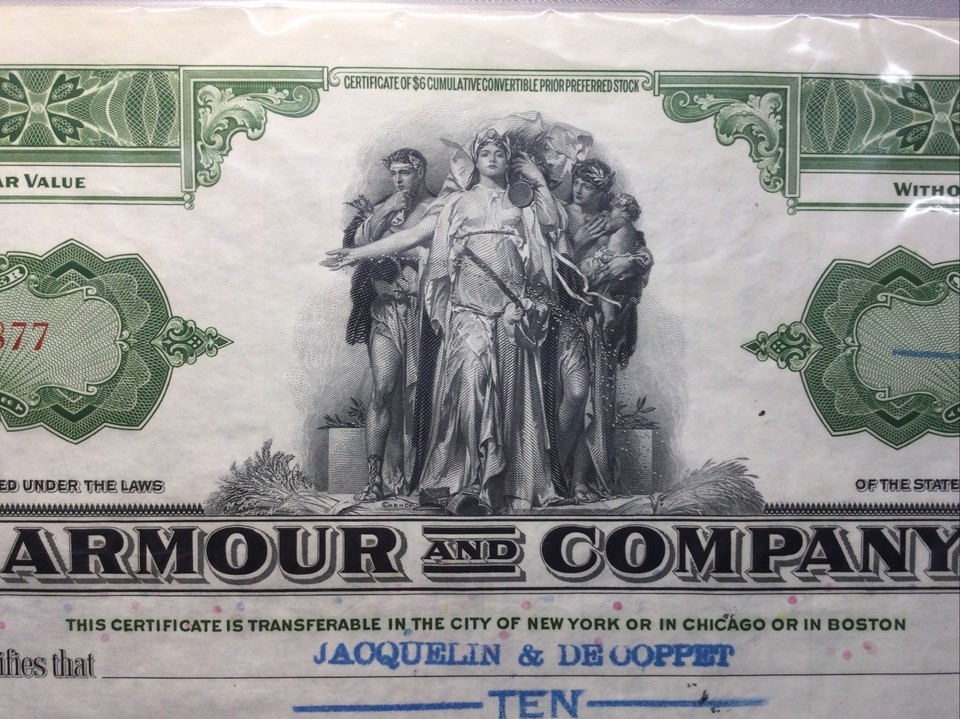 CERTIFICATE OF $6 CUMULATIVE CONVERTIBLE PRIOR PREFERRED STOCK
AR VALUE
WITHO
877
ED UNDER THE LAWS
OF THE STATE
ARMOUR AND COMPANY
THIS CERTIFICATE IS TRANSFERABLE IN THE CITY OF NEW YORK OR IN CHICAGO OR IN BOSTON
ifies that JACQUELIN & DE COPPET
TEN